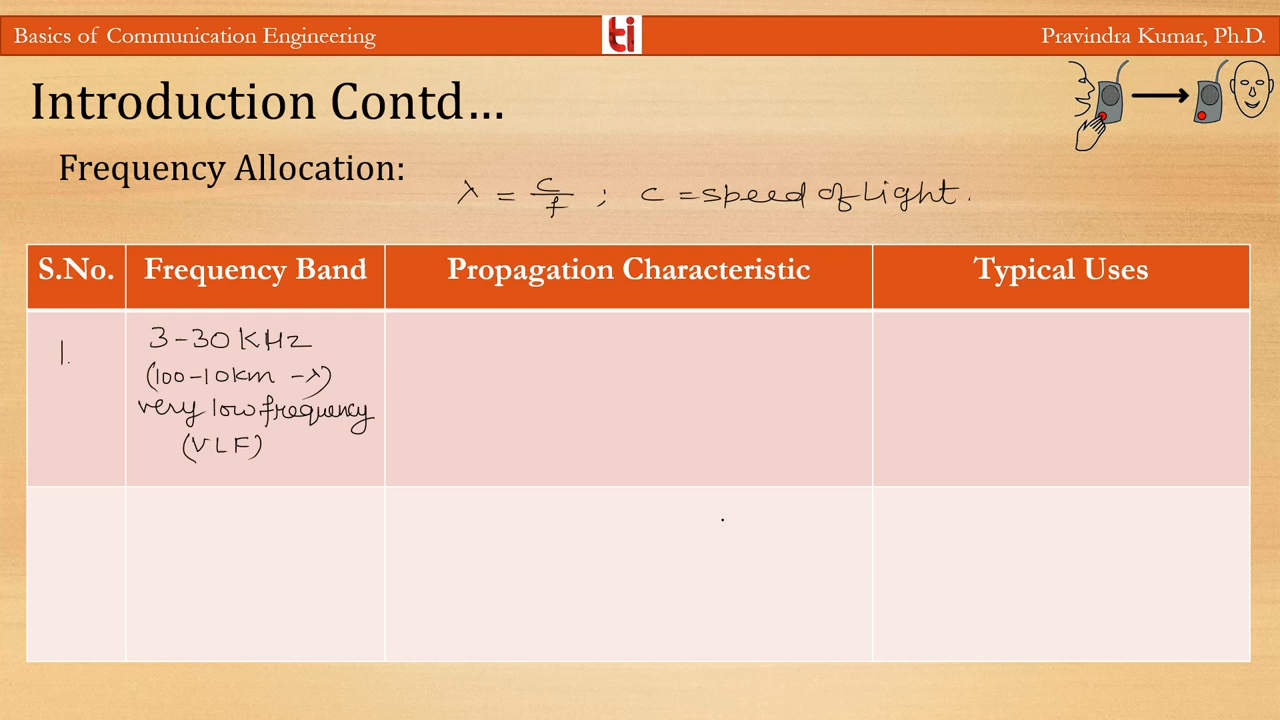 Basics of Communication Engineering
ti
Pravindra Kumar, Ph.D.
Introduction Contd…
Frequency Allocation:
λ = c/f ; c = speed of light.
S.No. Frequency Band Propagation Characteristic Typical Uses
1. 3-30 KHz
(100-10km -λ)
very low frequency
(VLF)